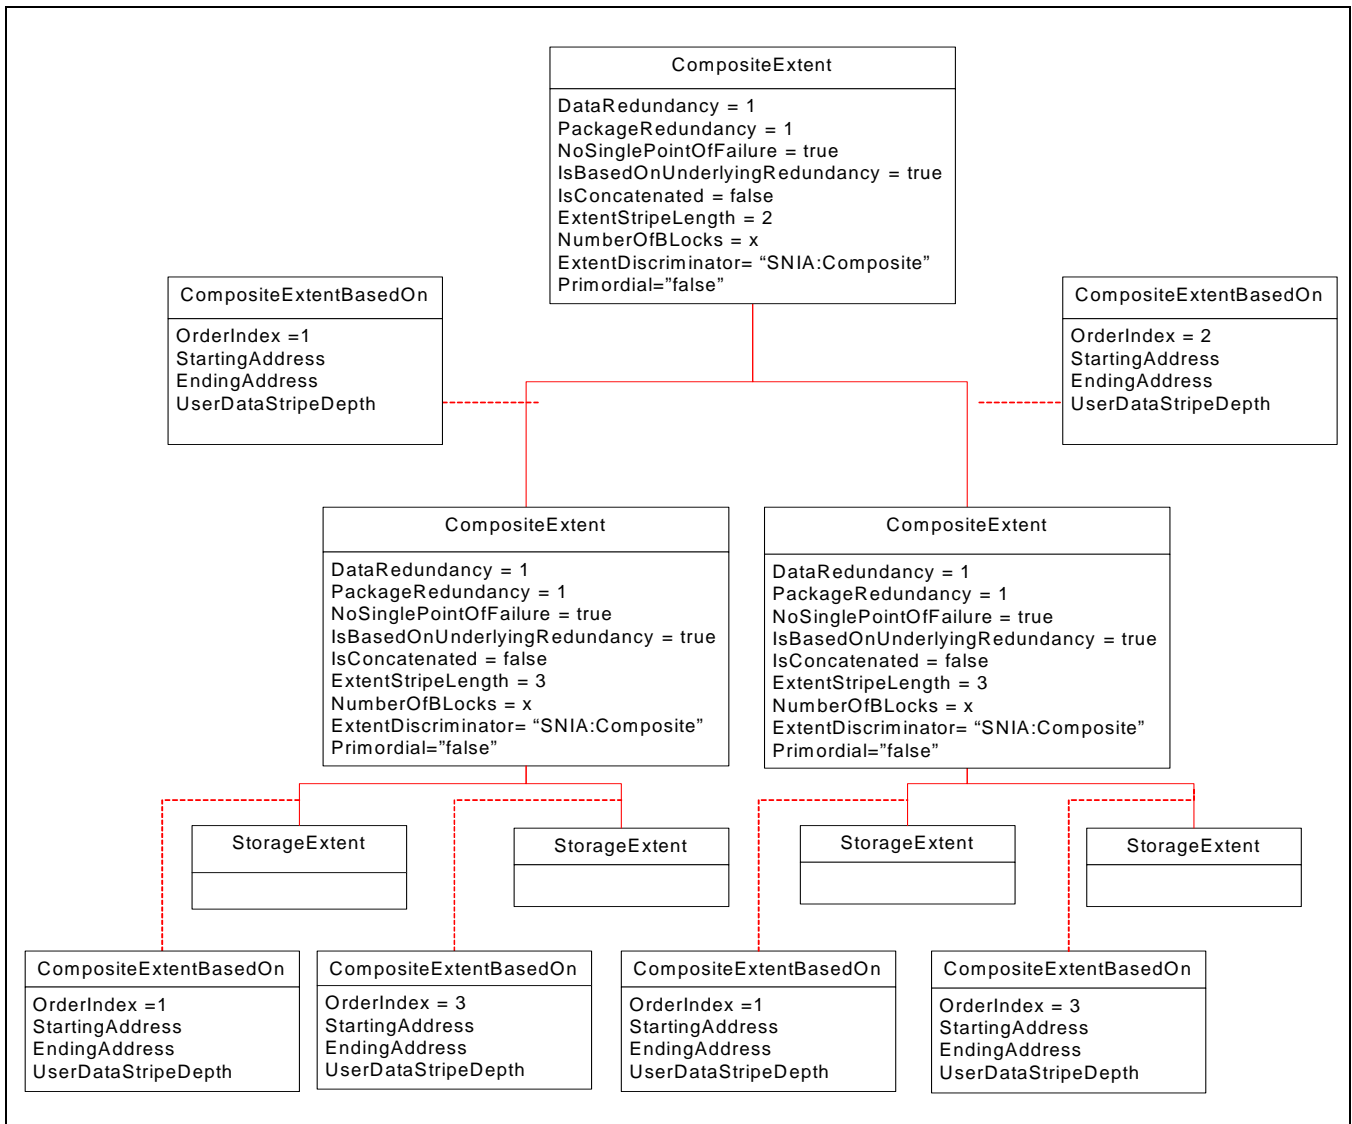 CompositeExtent
DataRedundancy = 1
PackageRedundancy = 1
NoSinglePointOfFailure = true
IsBasedOnUnderlyingRedundancy = true
IsConcatenated = false
ExtentStripeLength = 2
NumberOfBLocks = x
ExtentDiscriminator= “SNIA:Composite”
Primordial=”false”
CompositeExtentBasedOn
OrderIndex =1
StartingAddress
EndingAddress
UserDataStripeDepth
CompositeExtentBasedOn
OrderIndex = 2
StartingAddress
EndingAddress
UserDataStripeDepth
CompositeExtent
DataRedundancy = 1
PackageRedundancy = 1
NoSinglePointOfFailure = true
IsBasedOnUnderlyingRedundancy = true
IsConcatenated = false
ExtentStripeLength = 3
NumberOfBLocks = x
ExtentDiscriminator= “SNIA:Composite”
Primordial=”false”
CompositeExtent
DataRedundancy = 1
PackageRedundancy = 1
NoSinglePointOfFailure = true
IsBasedOnUnderlyingRedundancy = true
IsConcatenated = false
ExtentStripeLength = 3
NumberOfBLocks = x
ExtentDiscriminator= “SNIA:Composite”
Primordial=”false”
StorageExtent
StorageExtent
StorageExtent
StorageExtent
CompositeExtentBasedOn
OrderIndex =1
StartingAddress
EndingAddress
UserDataStripeDepth
CompositeExtentBasedOn
OrderIndex = 3
StartingAddress
EndingAddress
UserDataStripeDepth
CompositeExtentBasedOn
OrderIndex =1
StartingAddress
EndingAddress
UserDataStripeDepth
CompositeExtentBasedOn
OrderIndex = 3
StartingAddress
EndingAddress
UserDataStripeDepth